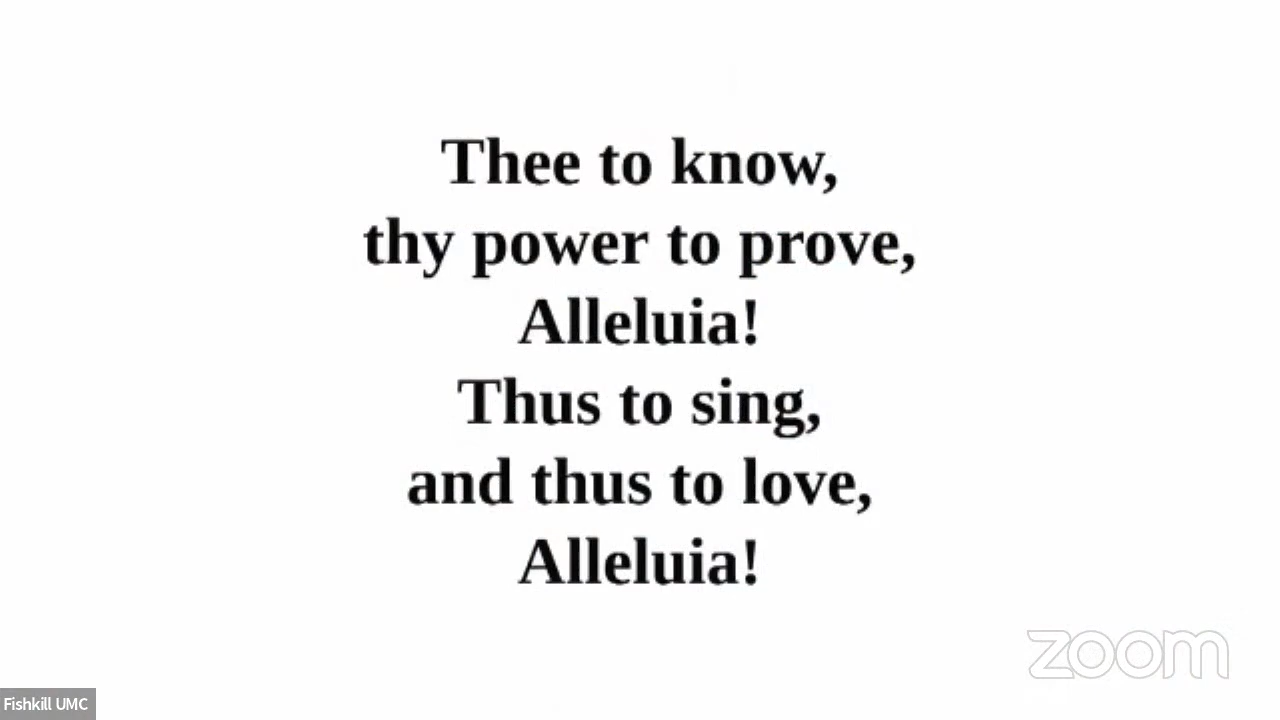 Thee to know,
thy power to prove,
Alleluia!
Thus to sing,
and thus to love,
Alleluia!
zoom
Fishkill UMC